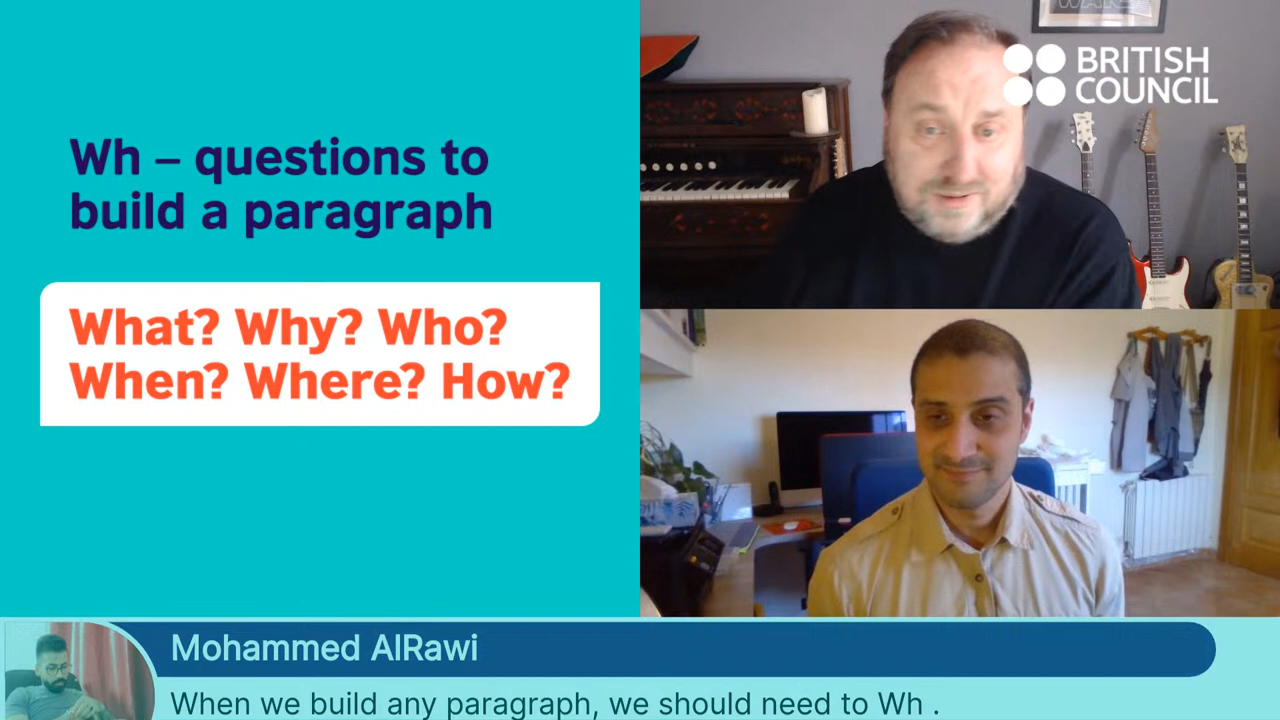 Wh – questions to
build a paragraph
What? Why? Who?
When? Where? How?
BRITISH
COUNCIL
Mohammed AlRawi
When we build any paragraph, we should need to Wh .